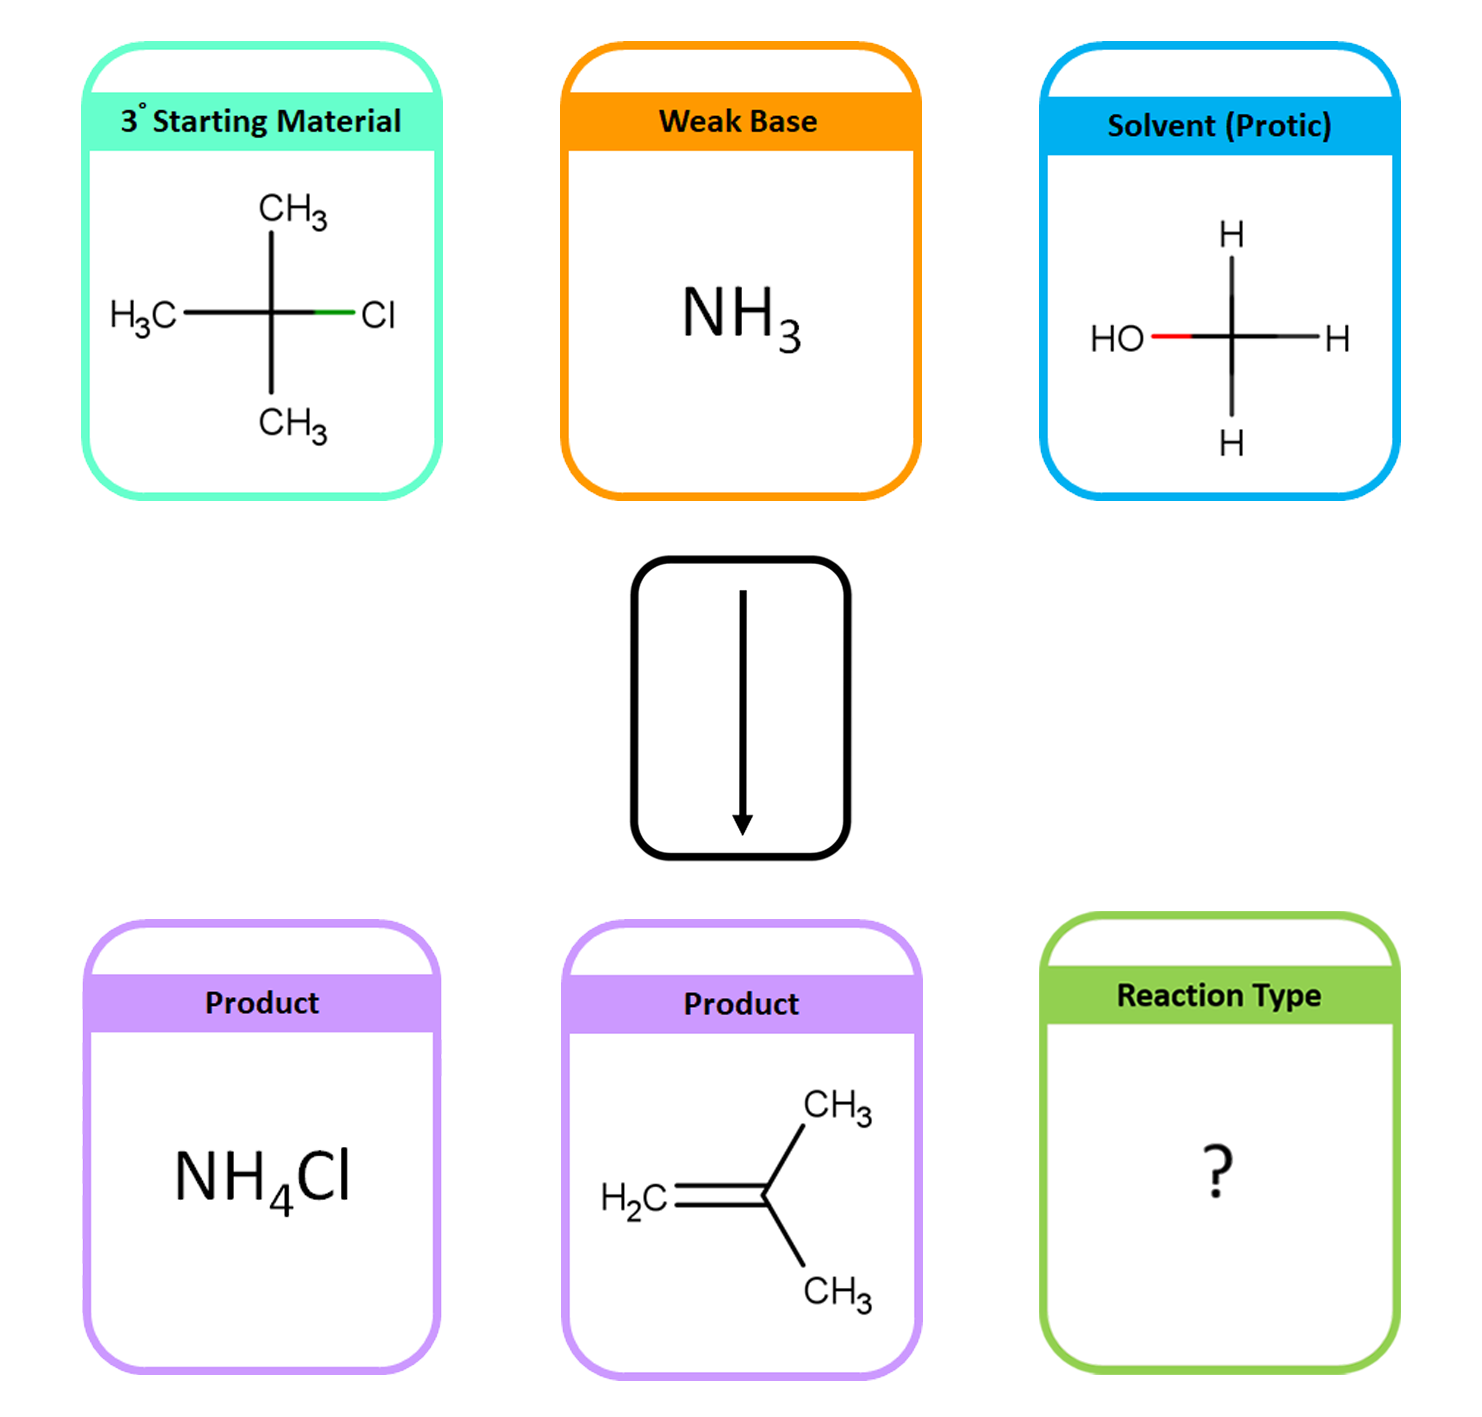 3° Starting Material
CH₃
H₃C
Cl
CH₃
Weak Base
NH₃
Solvent (Protic)
H
HO
H
H
Product
NH₄Cl
Product
CH₃
H₂C
CH₃
Reaction Type
?